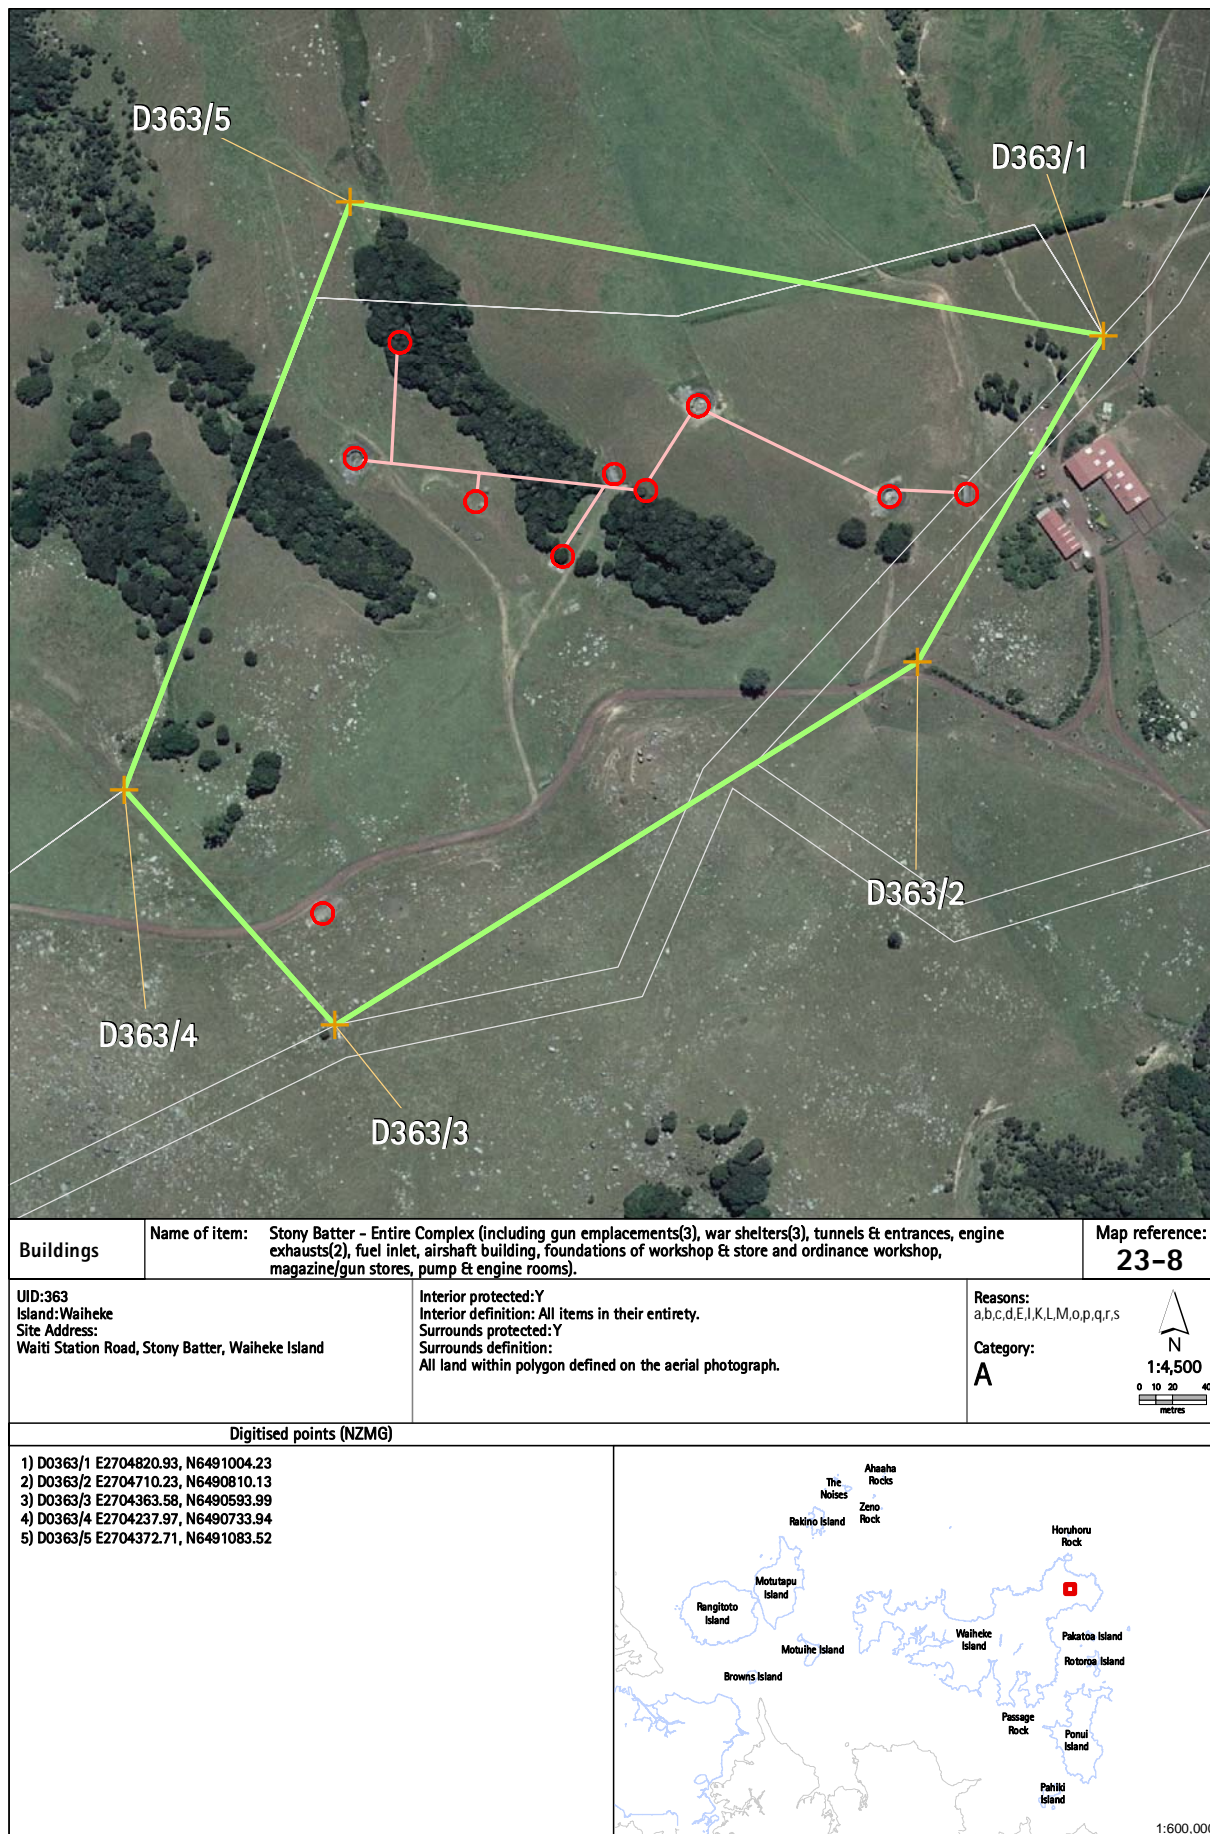 D363/5
D363/1
D363/2
D363/4
D363/3
Buildings
Name of item: Stony Batter - Entire Complex (including gun emplacements(3), war shelters(3), tunnels & entrances, engine
exhausts(2), fuel inlet, airshaft building, foundations of workshop & store and ordinance workshop,
magazine/gun stores, pump & engine rooms).
Map reference:
23-8
UID:363
Island:Waiheke
Site Address:
Waiti Station Road, Stony Batter, Waiheke Island
Interior protected:Y
Interior definition: All items in their entirety.
Surrounds protected:Y
Surrounds definition:
All land within polygon defined on the aerial photograph.
Reasons:
a,b,c,d,E,I,K,L,M,o,p,q,r,s
Category:
A
N
1:4,500
0 10 20 40
metres
Digitised points (NZMG)
1) D0363/1 E2704820.93, N6491004.23
2) D0363/2 E2704710.23, N6490810.13
3) D0363/3 E2704363.58, N6490593.99
4) D0363/4 E2704237.97, N6490733.94
5) D0363/5 E2704372.71, N6491083.52
Ahaaha
Rocks
The
Noises
Zeno
Rock
Rakino Island
Horuhoru
Rock
Motutapu
Island
Rangitoto
Island
Waiheke
Island
Pakatoa Island
Motuihe Island
Rotoroa Island
Browns Island
Passage
Rock
Ponui
Island
Pahiki
Island
1:600,000